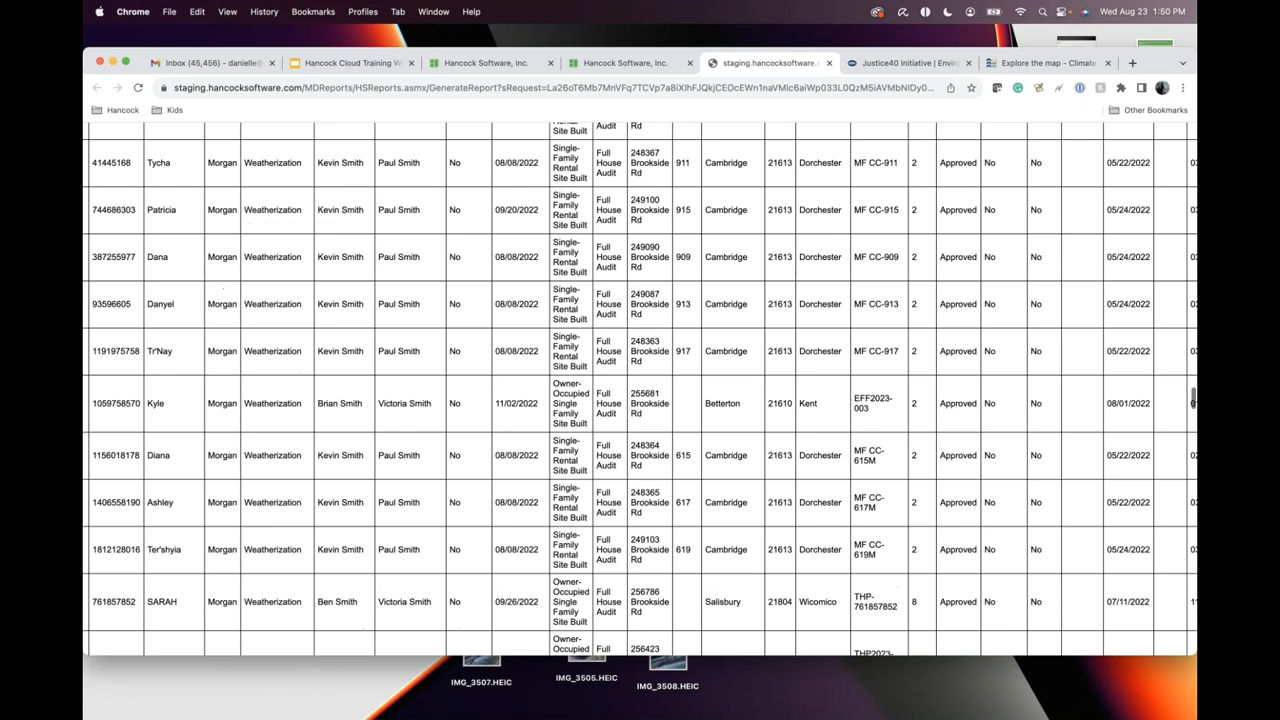 Chrome File Edit View History Bookmarks Profiles Tab Window Help Wed Aug 23 1:50 PM
Inbox (45,456) - danielle@ Hancock Cloud Training W Hancock Software, Inc. Hancock Software, Inc. staging.hancocksoftware.c Justice40 Initiative | Envir Explore the map - Climate
staging.hancocksoftware.com/MDReports/HSReports.asmx/GenerateReport?sRequest=La26oT6Mb7MnVFq7TCVp7a8iXlhFJQkjCEOcEWn1naVMlc6aiWp033L0QzM5iAVMbNlDy0...
Hancock Kids Other Bookmarks
Site Built Audit Rd
41445168 Tycha Morgan Weatherization Kevin Smith Paul Smith No 08/08/2022 Single-Family Rental Site Built Full House Audit 248367 Brookside Rd 911 Cambridge 21613 Dorchester MF CC-911 2 Approved No No 05/22/2022
744686303 Patricia Morgan Weatherization Kevin Smith Paul Smith No 09/20/2022 Single-Family Rental Site Built Full House Audit 249100 Brookside Rd 915 Cambridge 21613 Dorchester MF CC-915 2 Approved No No 05/24/2022
387255977 Dana Morgan Weatherization Kevin Smith Paul Smith No 08/08/2022 Single-Family Rental Site Built Full House Audit 249090 Brookside Rd 909 Cambridge 21613 Dorchester MF CC-909 2 Approved No No 05/24/2022
93596605 Danyel Morgan Weatherization Kevin Smith Paul Smith No 08/08/2022 Single-Family Rental Site Built Full House Audit 249087 Brookside Rd 913 Cambridge 21613 Dorchester MF CC-913 2 Approved No No 05/24/2022
1191975758 Tr'Nay Morgan Weatherization Kevin Smith Paul Smith No 08/08/2022 Single-Family Rental Site Built Full House Audit 248363 Brookside Rd 917 Cambridge 21613 Dorchester MF CC-917 2 Approved No No 05/22/2022
1059758570 Kyle Morgan Weatherization Brian Smith Victoria Smith No 11/02/2022 Owner-Occupied Single Family Site Built Full House Audit 255681 Brookside Rd Betterton 21610 Kent EFF2023-003 2 Approved No No 08/01/2022
1156018178 Diana Morgan Weatherization Kevin Smith Paul Smith No 08/08/2022 Single-Family Rental Site Built Full House Audit 248364 Brookside Rd 615 Cambridge 21613 Dorchester MF CC-615M 2 Approved No No 05/22/2022
1406558190 Ashley Morgan Weatherization Kevin Smith Paul Smith No 08/08/2022 Single-Family Rental Site Built Full House Audit 248365 Brookside Rd 617 Cambridge 21613 Dorchester MF CC-617M 2 Approved No No 05/22/2022
1812128016 Ter'shyia Morgan Weatherization Kevin Smith Paul Smith No 08/08/2022 Single-Family Rental Site Built Full House Audit 249103 Brookside Rd 619 Cambridge 21613 Dorchester MF CC-619M 2 Approved No No 05/24/2022
761857852 SARAH Morgan Weatherization Ben Smith Victoria Smith No 09/26/2022 Owner-Occupied Single Family Site Built Full House Audit 256786 Brookside Rd Salisbury 21804 Wicomico THP-761857852 8 Approved No No 07/11/2022
Owner-Occupied Full 256423 THP2023-
IMG_3507.HEIC IMG_3505.HEIC IMG_3508.HEIC